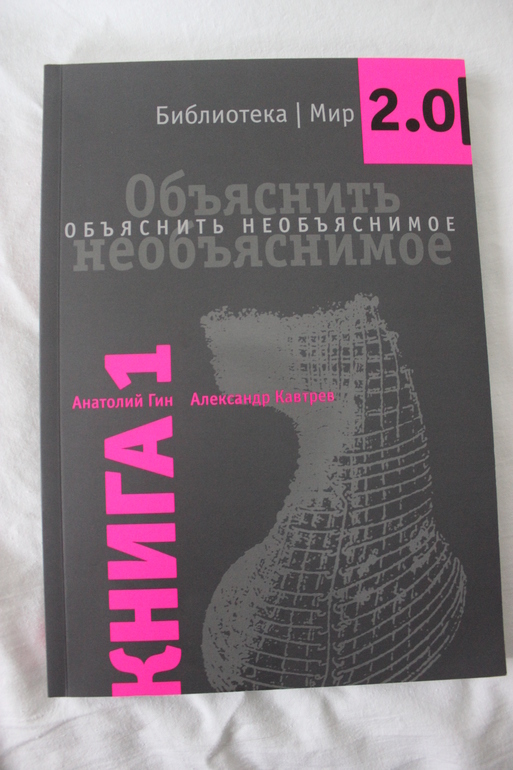 Библиотека | Мир 2.0
Объяснить
ОБЪЯСНИТЬ НЕОБЪЯСНИМОЕ
необъяснимое
Анатолий Гин Александр Кавтрев
КНИГА 1